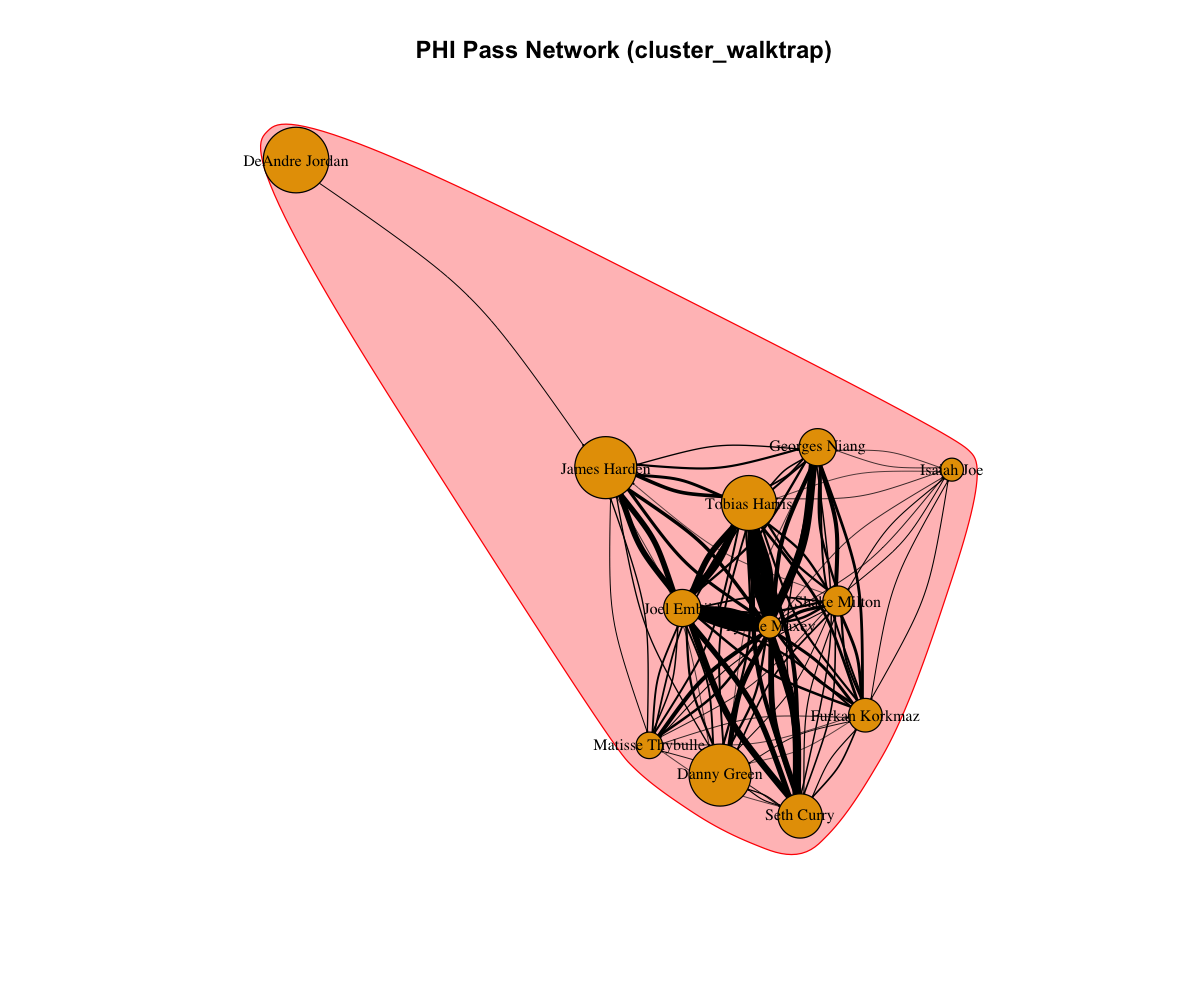 PHI Pass Network (cluster_walktrap)
DeAndre Jordan
Georges Niang
James Harden
Isaiah Joe
Tobias Harris
Shake Milton
Joel Embiid
Maxey
Furkan Korkmaz
Matisse Thybulle
Danny Green
Seth Curry